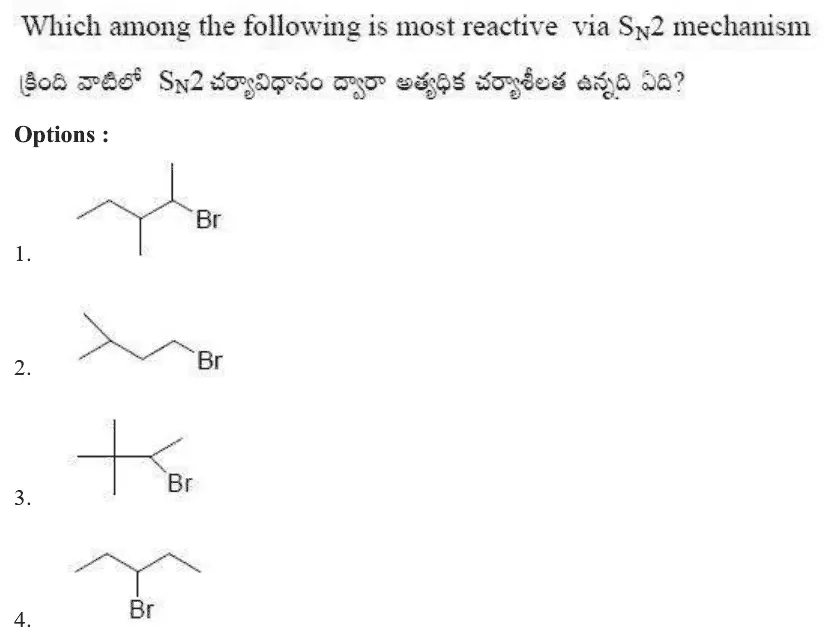 Which among the following is most reactive via SN2 mechanism
క్రింది వాటిలో SN2 చర్యావిధానం ద్వారా అత్యధిక చర్యాశీలత ఉన్నది ఏది?
Options :
Br
1.
Br
2.
Br
3.
Br
4.